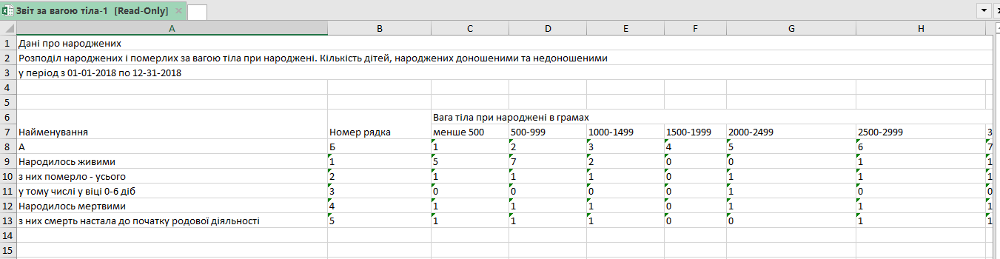 Звіт за вагою тіла-1 [Read-Only]
A B C D E F G H
1 Дані про народжених
2 Розподіл народжених і померлих за вагою тіла при народжені. Кількість дітей, народжених доношеними та недоношеними
3 у період з 01-01-2018 по 12-31-2018
4
5
6 Вага тіла при народжені в грамах
7 Найменування Номер рядка менше 500 500-999 1000-1499 1500-1999 2000-2499 2500-2999 3
8 А Б 1 2 3 4 5 6 7
9 Народилось живими 1 5 7 2 0 0 1 1
10 з них померло - усього 2 1 1 1 0 1 1 1
11 у тому числі у віці 0-6 діб 3 0 0 0 0 1 0 0
12 Народилось мертвими 4 1 1 1 0 1 1 1
13 з них смерть настала до початку родової діяльності 5 1 1 1 0 0 1 1
14
15